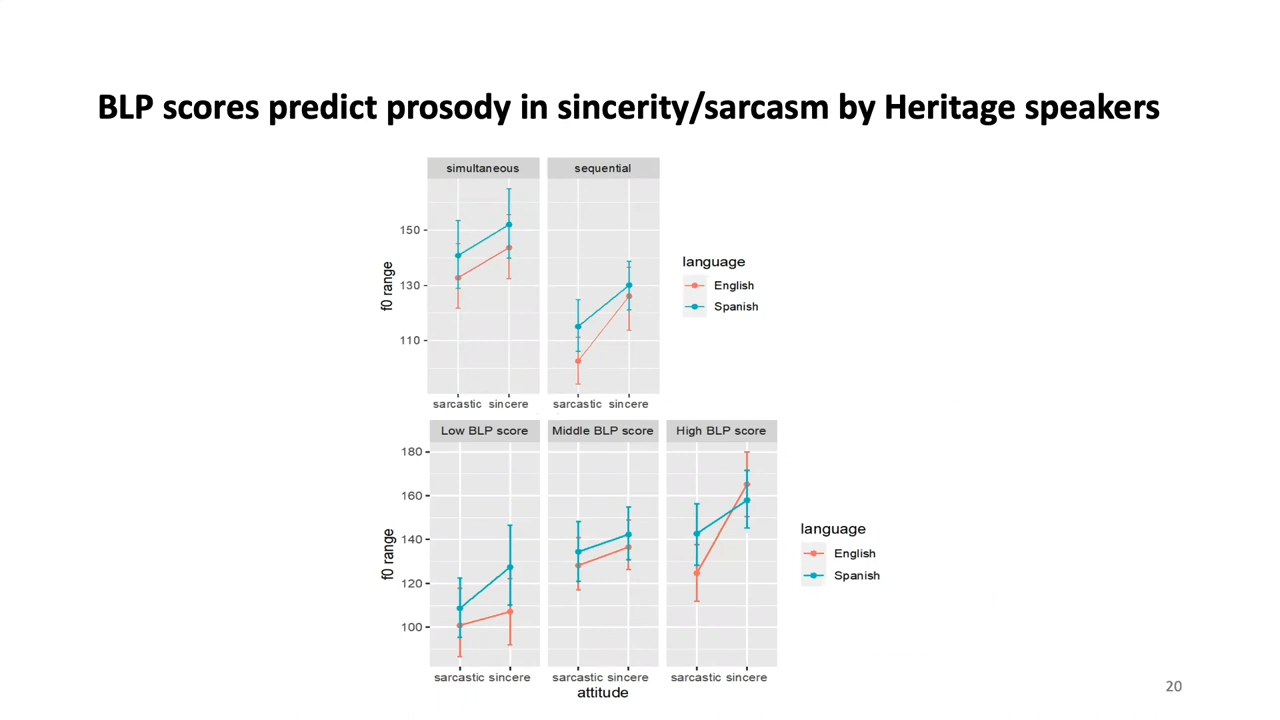 BLP scores predict prosody in sincerity/sarcasm by Heritage speakers
simultaneous sequential
150
130
110
f0 range
sarcastic sincere sarcastic sincere
language
English
Spanish
Low BLP score Middle BLP score High BLP score
180
160
140
120
100
f0 range
sarcastic sincere sarcastic sincere sarcastic sincere
attitude
language
English
Spanish
20